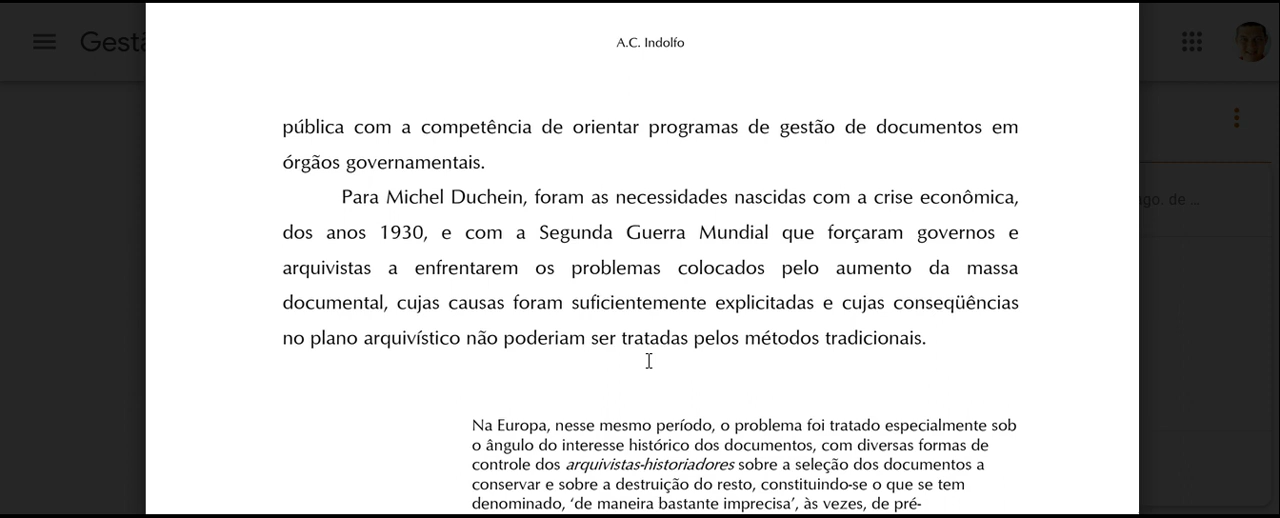 Gestã
A.C. Indolfo
pública com a competência de orientar programas de gestão de documentos em
órgãos governamentais.
Para Michel Duchein, foram as necessidades nascidas com a crise econômica,
dos anos 1930, e com a Segunda Guerra Mundial que forçaram governos e
arquivistas a enfrentarem os problemas colocados pelo aumento da massa
documental, cujas causas foram suficientemente explicitadas e cujas conseqüências
no plano arquivístico não poderiam ser tratadas pelos métodos tradicionais.
go. de ...
Na Europa, nesse mesmo período, o problema foi tratado especialmente sob
o ângulo do interesse histórico dos documentos, com diversas formas de
controle dos arquivistas-historiadores sobre a seleção dos documentos a
conservar e sobre a destruição do resto, constituindo-se o que se tem
denominado, ‘de maneira bastante imprecisa’, às vezes, de pré-